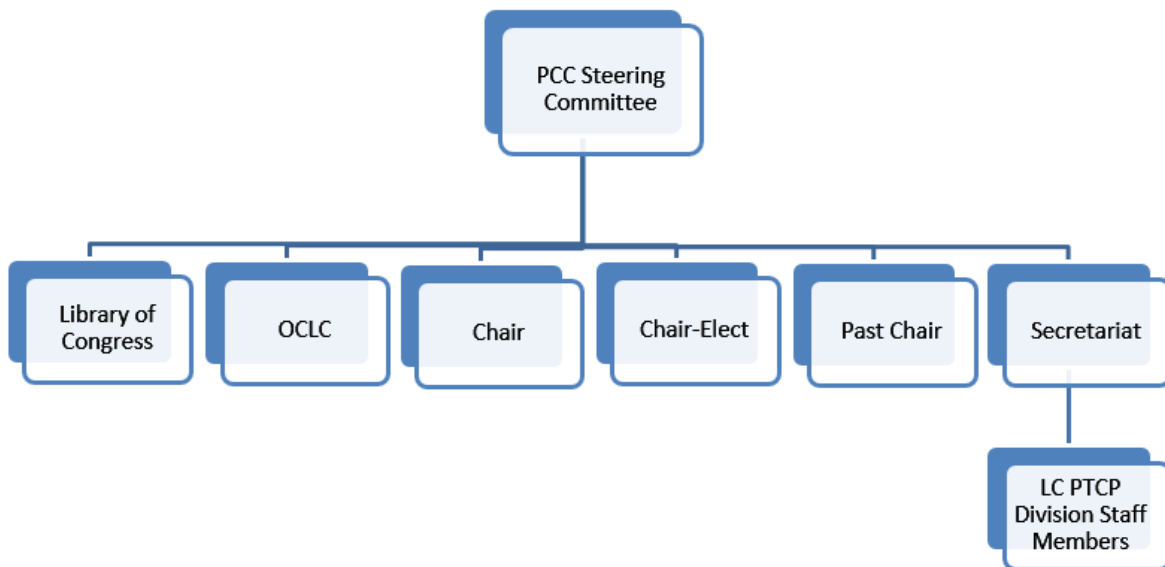 PCC Steering
Committee
Library of
Congress
OCLC
Chair
Chair-Elect
Past Chair
Secretariat
LC PTCP
Division Staff
Members